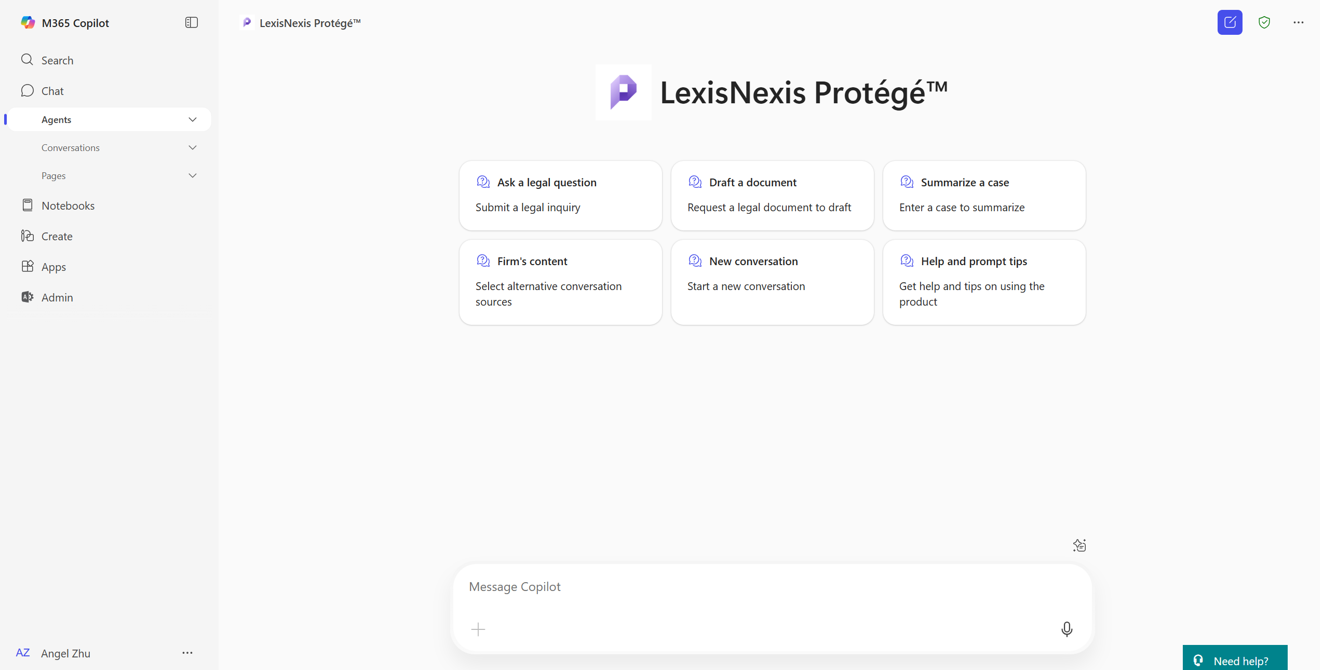 M365 Copilot
Search
Chat
Agents
Conversations
Pages
Notebooks
Create
Apps
Admin
AZ Angel Zhu
LexisNexis Protégé™
LexisNexis Protégé™
Ask a legal question
Submit a legal inquiry
Draft a document
Request a legal document to draft
Summarize a case
Enter a case to summarize
Firm's content
Select alternative conversation
sources
New conversation
Start a new conversation
Help and prompt tips
Get help and tips on using the
product
Message Copilot
Need help?